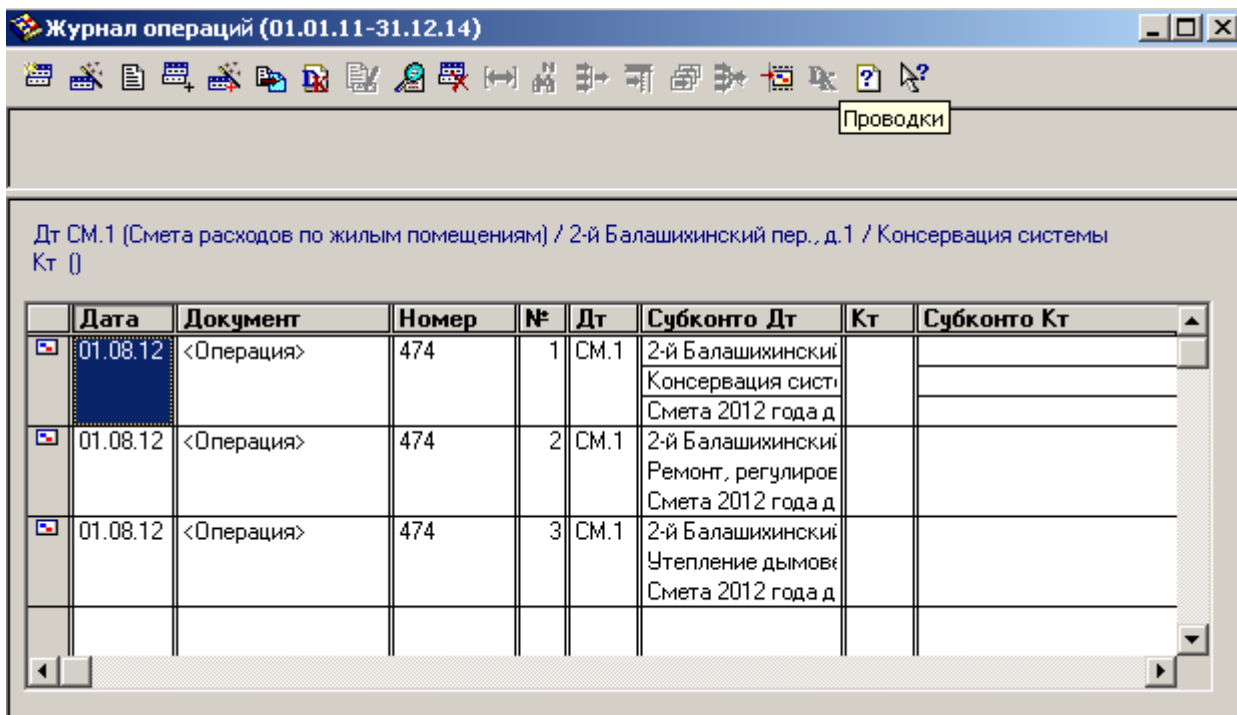 Журнал операций (01.01.11-31.12.14)
Проводки
Дт СМ.1 (Смета расходов по жилым помещениям) / 2-й Балашихинский пер., д.1 / Консервация системы
Кт ()
Дата Документ Номер № Дт Субконто Дт Кт Субконто Кт
01.08.12 <Операция> 474 1 СМ.1 2-й Балашихинский
Консервация систе
Смета 2012 года д
01.08.12 <Операция> 474 2 СМ.1 2-й Балашихинский
Ремонт, регулиров
Смета 2012 года д
01.08.12 <Операция> 474 3 СМ.1 2-й Балашихинский
Утепление дымове
Смета 2012 года д